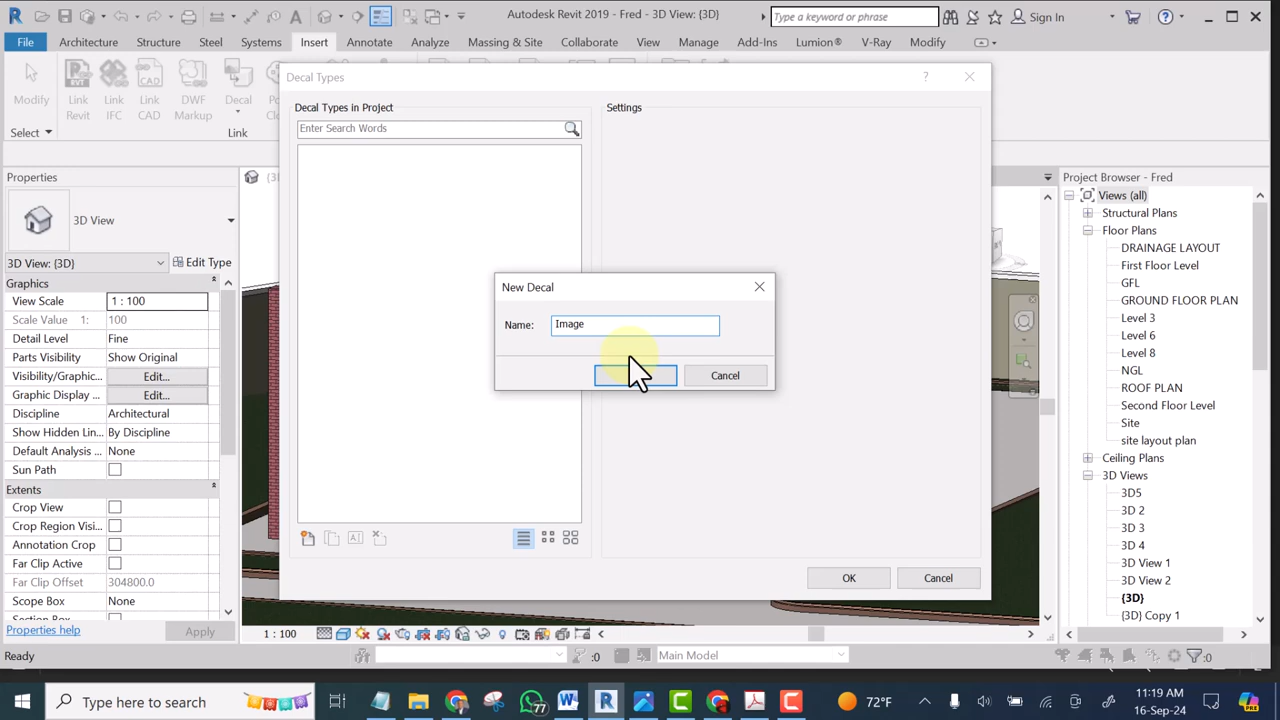 Autodesk Revit 2019 - Fred - 3D View: {3D}
Type a keyword or phrase
Sign In
File
Architecture
Structure
Steel
Systems
Insert
Annotate
Analyze
Massing & Site
Collaborate
View
Manage
Add-Ins
Lumion®
V-Ray
Modify
Modify
Link Revit
Link IFC
Link CAD
DWF Markup
Decal
Select
Link
Decal Types
Decal Types in Project
Enter Search Words
Settings
New Decal
Name:
Image
Cancel
OK
Cancel
Properties
3D View
3D View: {3D}
Edit Type
Graphics
View Scale
1 : 100
Scale Value 1
100
Detail Level
Fine
Parts Visibility
Show Original
Visibility/Graphic...
Edit...
Graphic Display ...
Edit...
Discipline
Architectural
Show Hidden Lin...
By Discipline
Default Analysis ...
None
Sun Path
Extents
Crop View
Crop Region Visi...
Annotation Crop
Far Clip Active
Far Clip Offset
304800.0
Scope Box
None
Properties help
Apply
Project Browser - Fred
Views (all)
Structural Plans
Floor Plans
DRAINAGE LAYOUT
First Floor Level
GFL
GROUND FLOOR PLAN
Level 3
Level 6
Level 8
NGL
ROOF PLAN
Second Floor Level
Site
site layout plan
Ceiling Plans
3D Views
3D 3
3D 4
3D View 1
3D View 2
{3D}
{3D} Copy 1
1 : 100
Ready
:0
Main Model
:0
Type here to search
77
72°F
11:19 AM
16-Sep-24